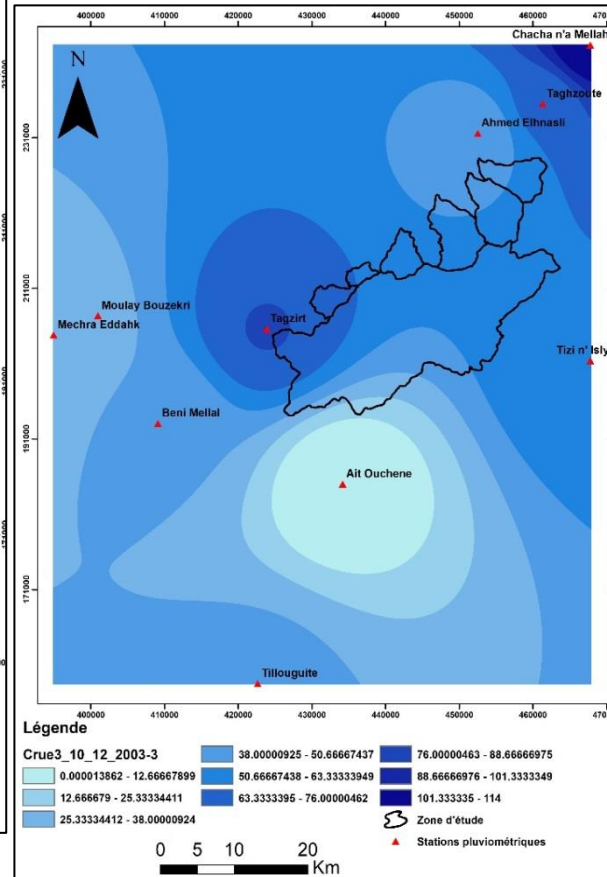 400000 410000 420000 430000 440000 450000 460000
N
Chacha n'a Mellah
Taghzoute
Ahmed Elhnasli
231000
211000
Moulay Bouzekri
Mechra Eddahk
Tagzirt
Tizi n' Isly
Beni Mellal
191000
Ait Ouchene
171000
Tillouguite
400000 410000 420000 430000 440000 450000 460000
Légende
Crue3_10_12_2003-3
0.000013862 - 12.66667899
12.666679 - 25.33334411
25.33334412 - 38.00000924
38.00000925 - 50.66667437
50.66667438 - 63.33333949
63.3333395 - 76.00000462
76.00000463 - 88.66666975
88.66666976 - 101.3333349
101.333335 - 114
Zone d'étude
Stations pluviométriques
0 5 10 20
Km